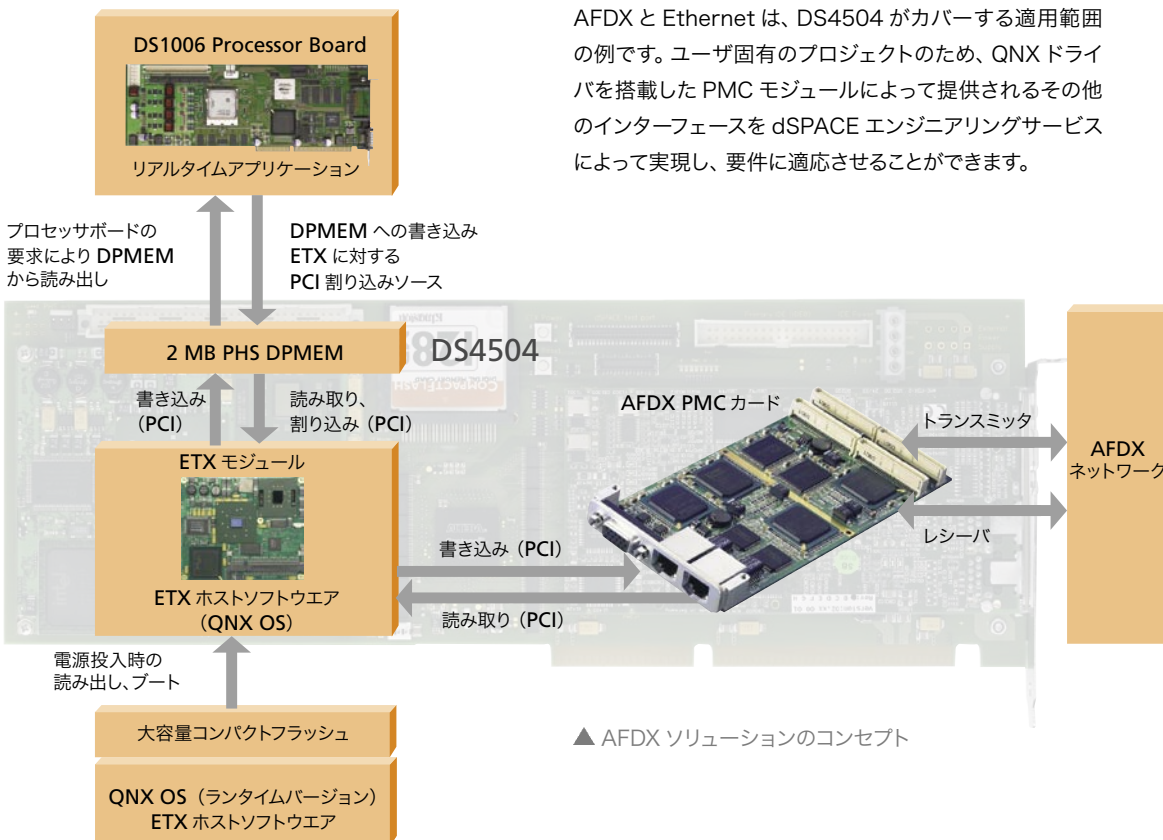 AFDX と Ethernet は、DS4504 がカバーする適用範囲
の例です。ユーザ固有のプロジェクトのため、QNX ドライ
バを搭載した PMC モジュールによって提供されるその他
のインターフェースを dSPACE エンジニアリングサービス
によって実現し、要件に適応させることができます。
DS1006 Processor Board
リアルタイムアプリケーション
プロセッサボードの
要求により DPMEM
から読み出し
DPMEM への書き込み
ETX に対する
PCI 割り込みソース
2 MB PHS DPMEM
DS4504
書き込み
（PCI）
読み取り、
割り込み（PCI）
AFDX PMC カード
トランスミッタ
AFDX
ネットワーク
レシーバ
ETX モジュール
ETX ホストソフトウエア
（QNX OS）
書き込み（PCI）
読み取り（PCI）
電源投入時の
読み出し、ブート
大容量コンパクトフラッシュ
QNX OS（ランタイムバージョン）
ETX ホストソフトウエア
▲ AFDX ソリューションのコンセプト